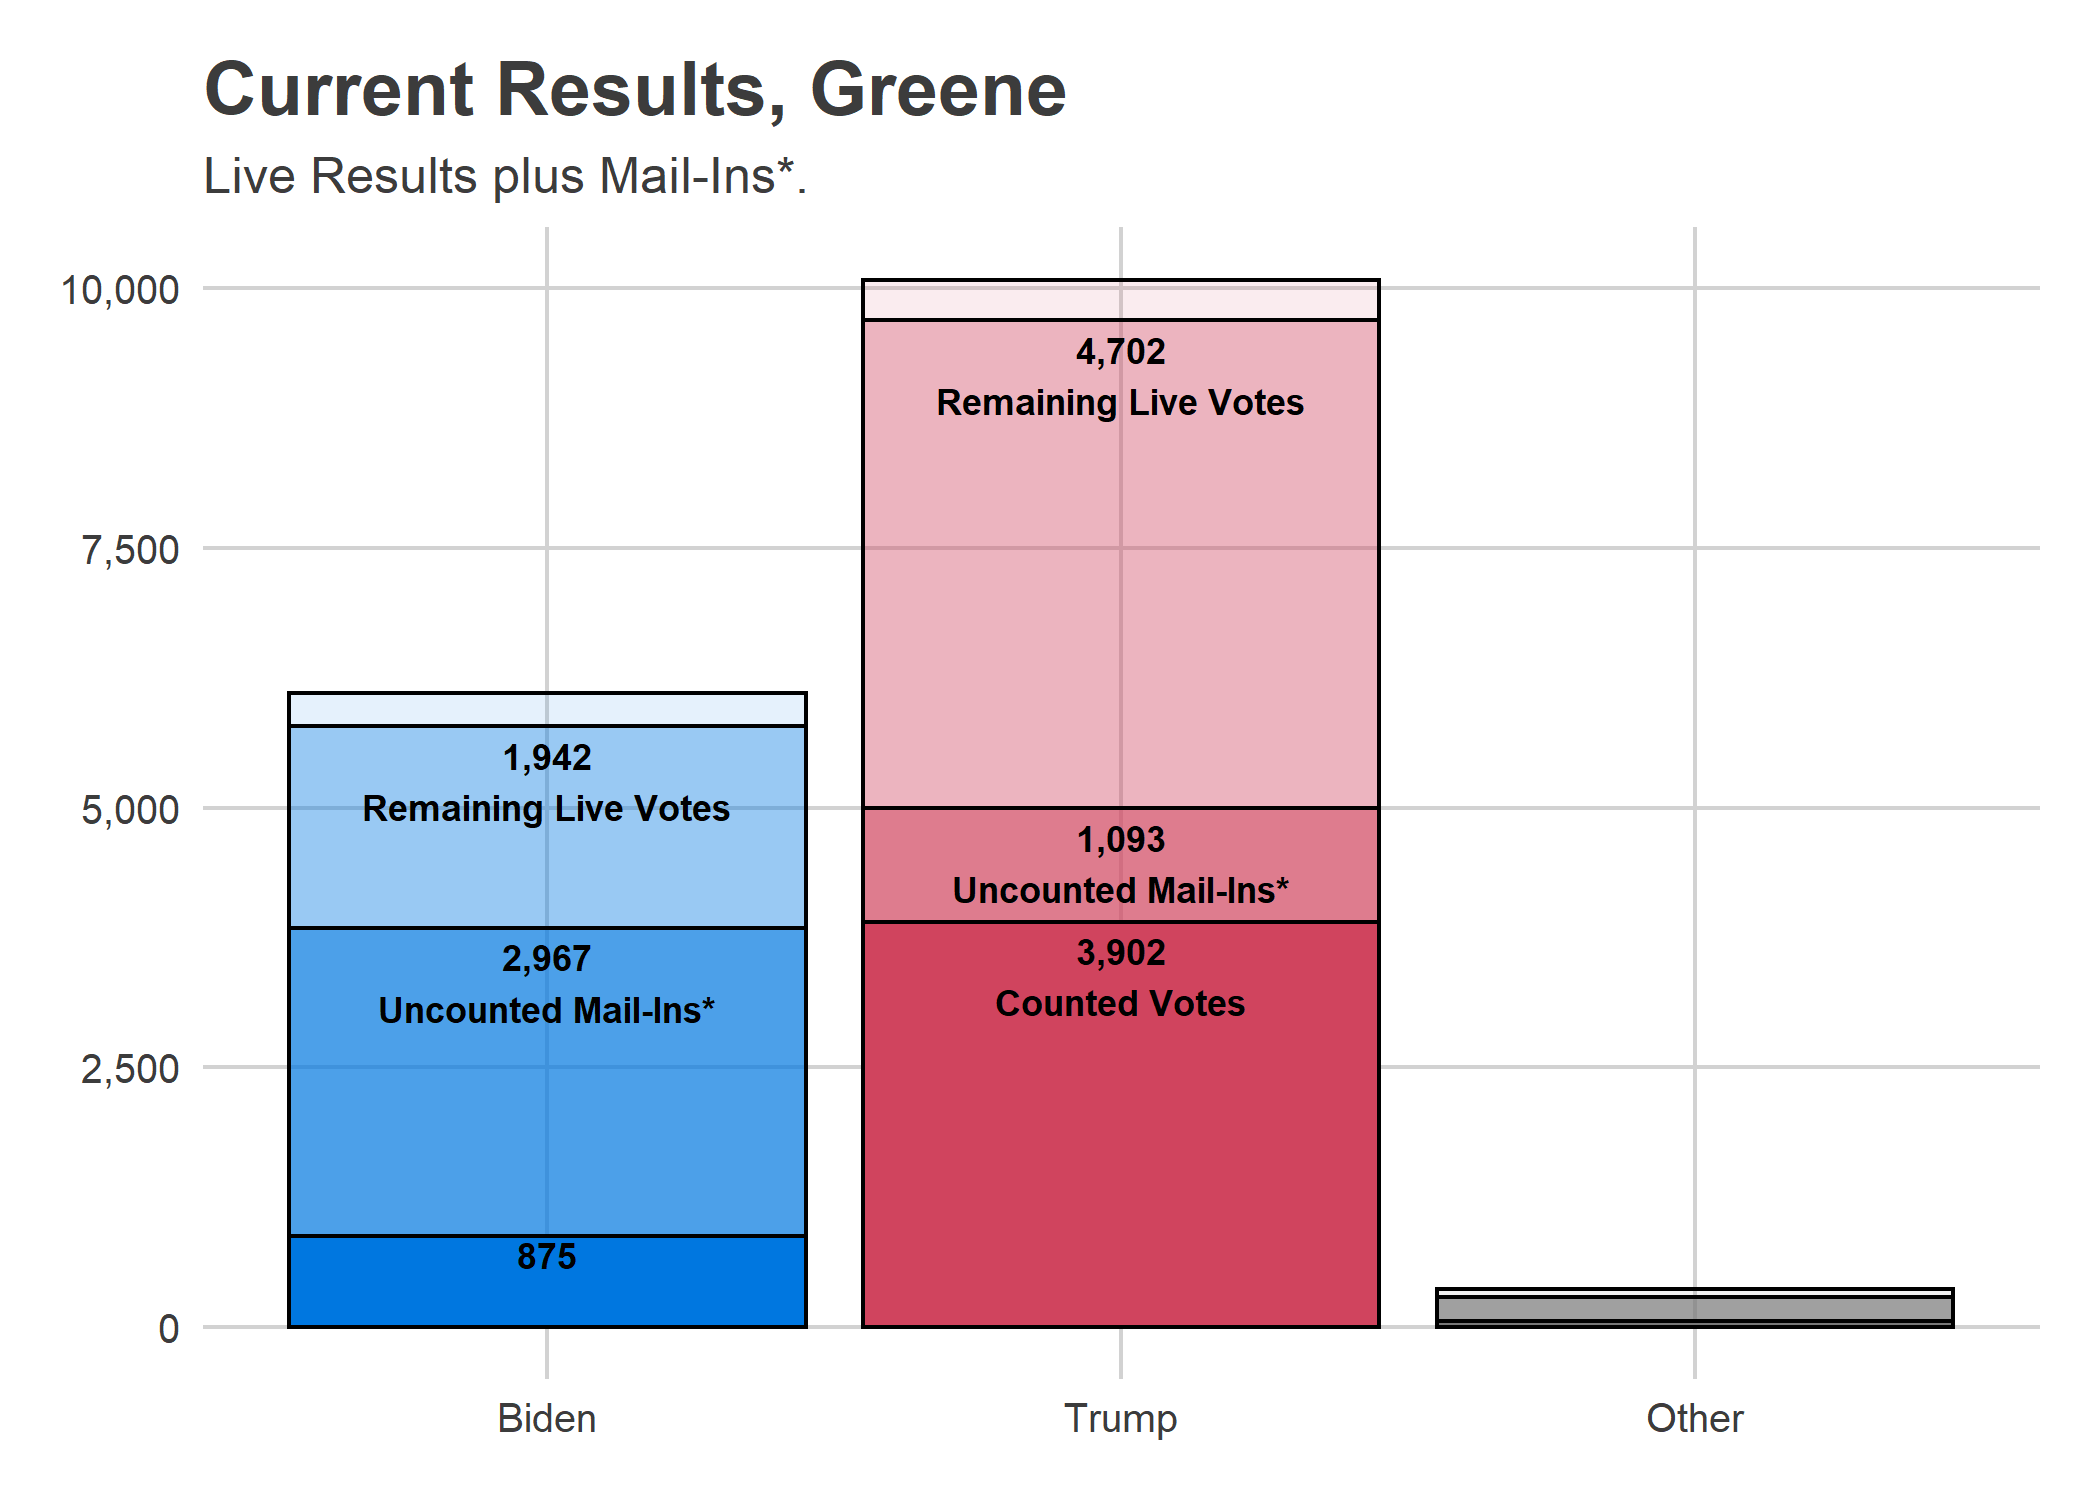 Current Results, Greene
Live Results plus Mail-Ins*.
10,000
7,500
5,000
2,500
0
1,942
Remaining Live Votes
2,967
Uncounted Mail-Ins*
875
4,702
Remaining Live Votes
1,093
Uncounted Mail-Ins*
3,902
Counted Votes
Biden
Trump
Other